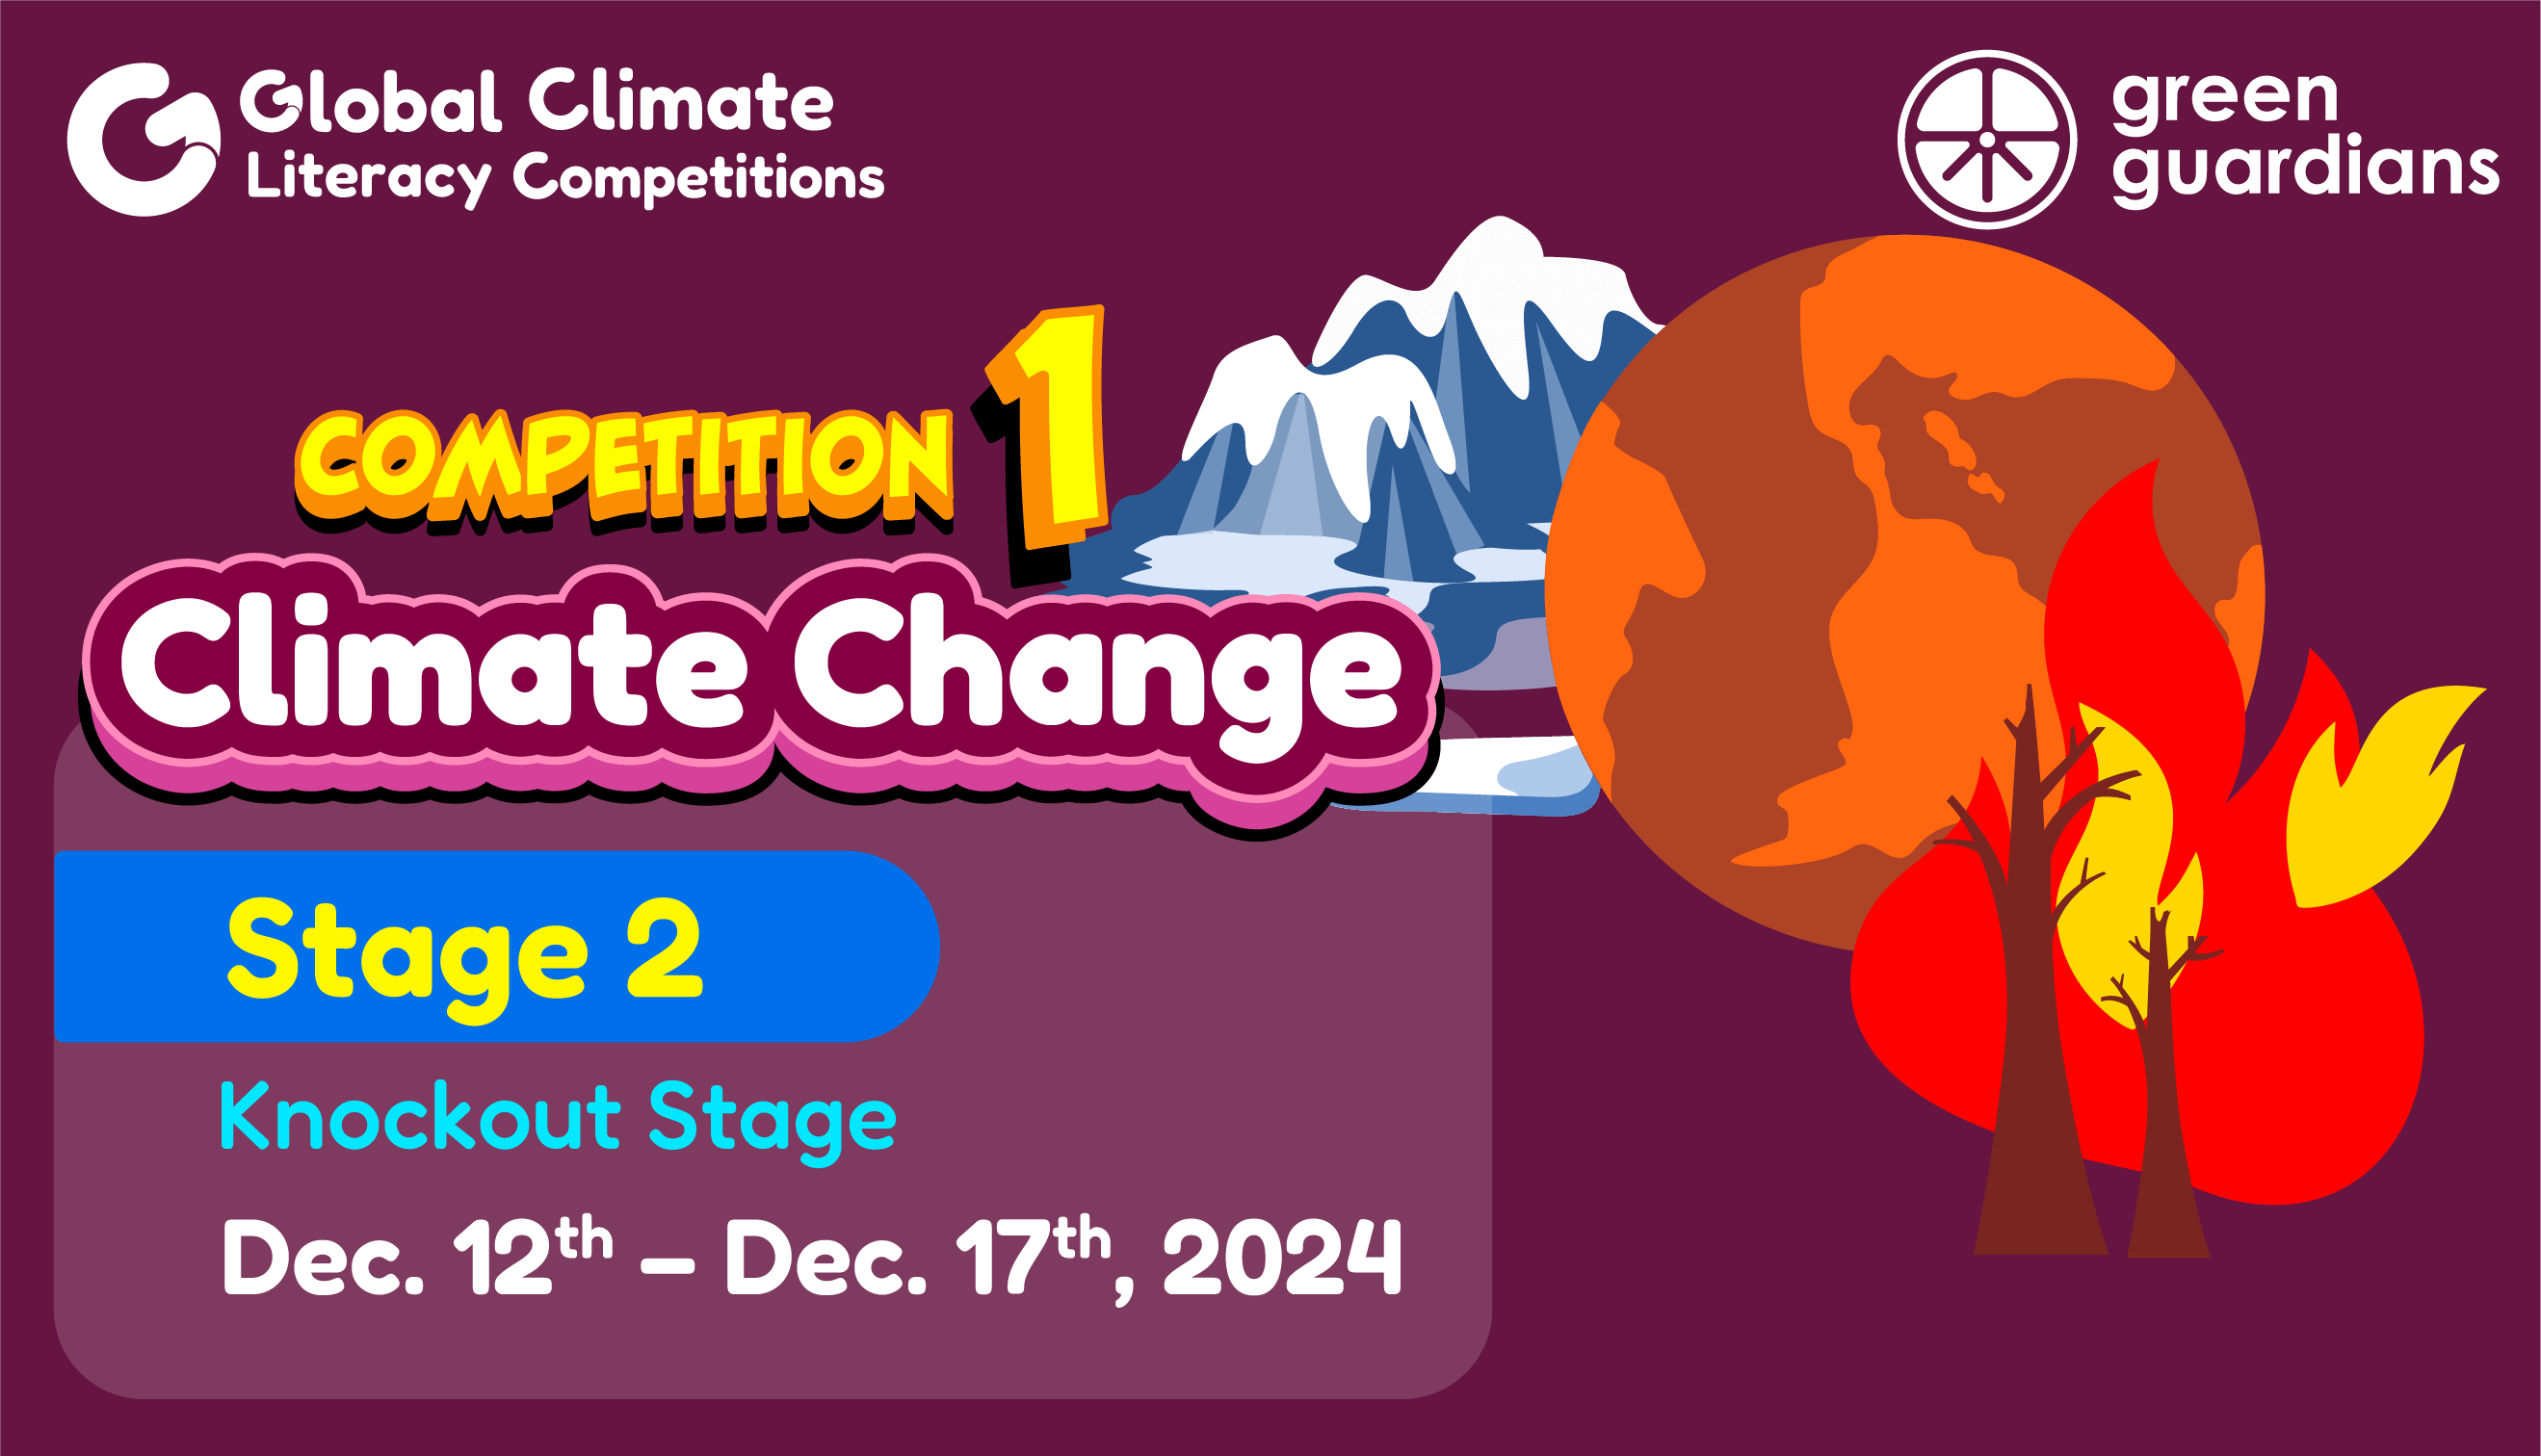 Global Climate
Literacy Competitions
green
guardians
COMPETITION 1
Climate Change
Stage 2
Knockout Stage
Dec. 12th – Dec. 17th, 2024